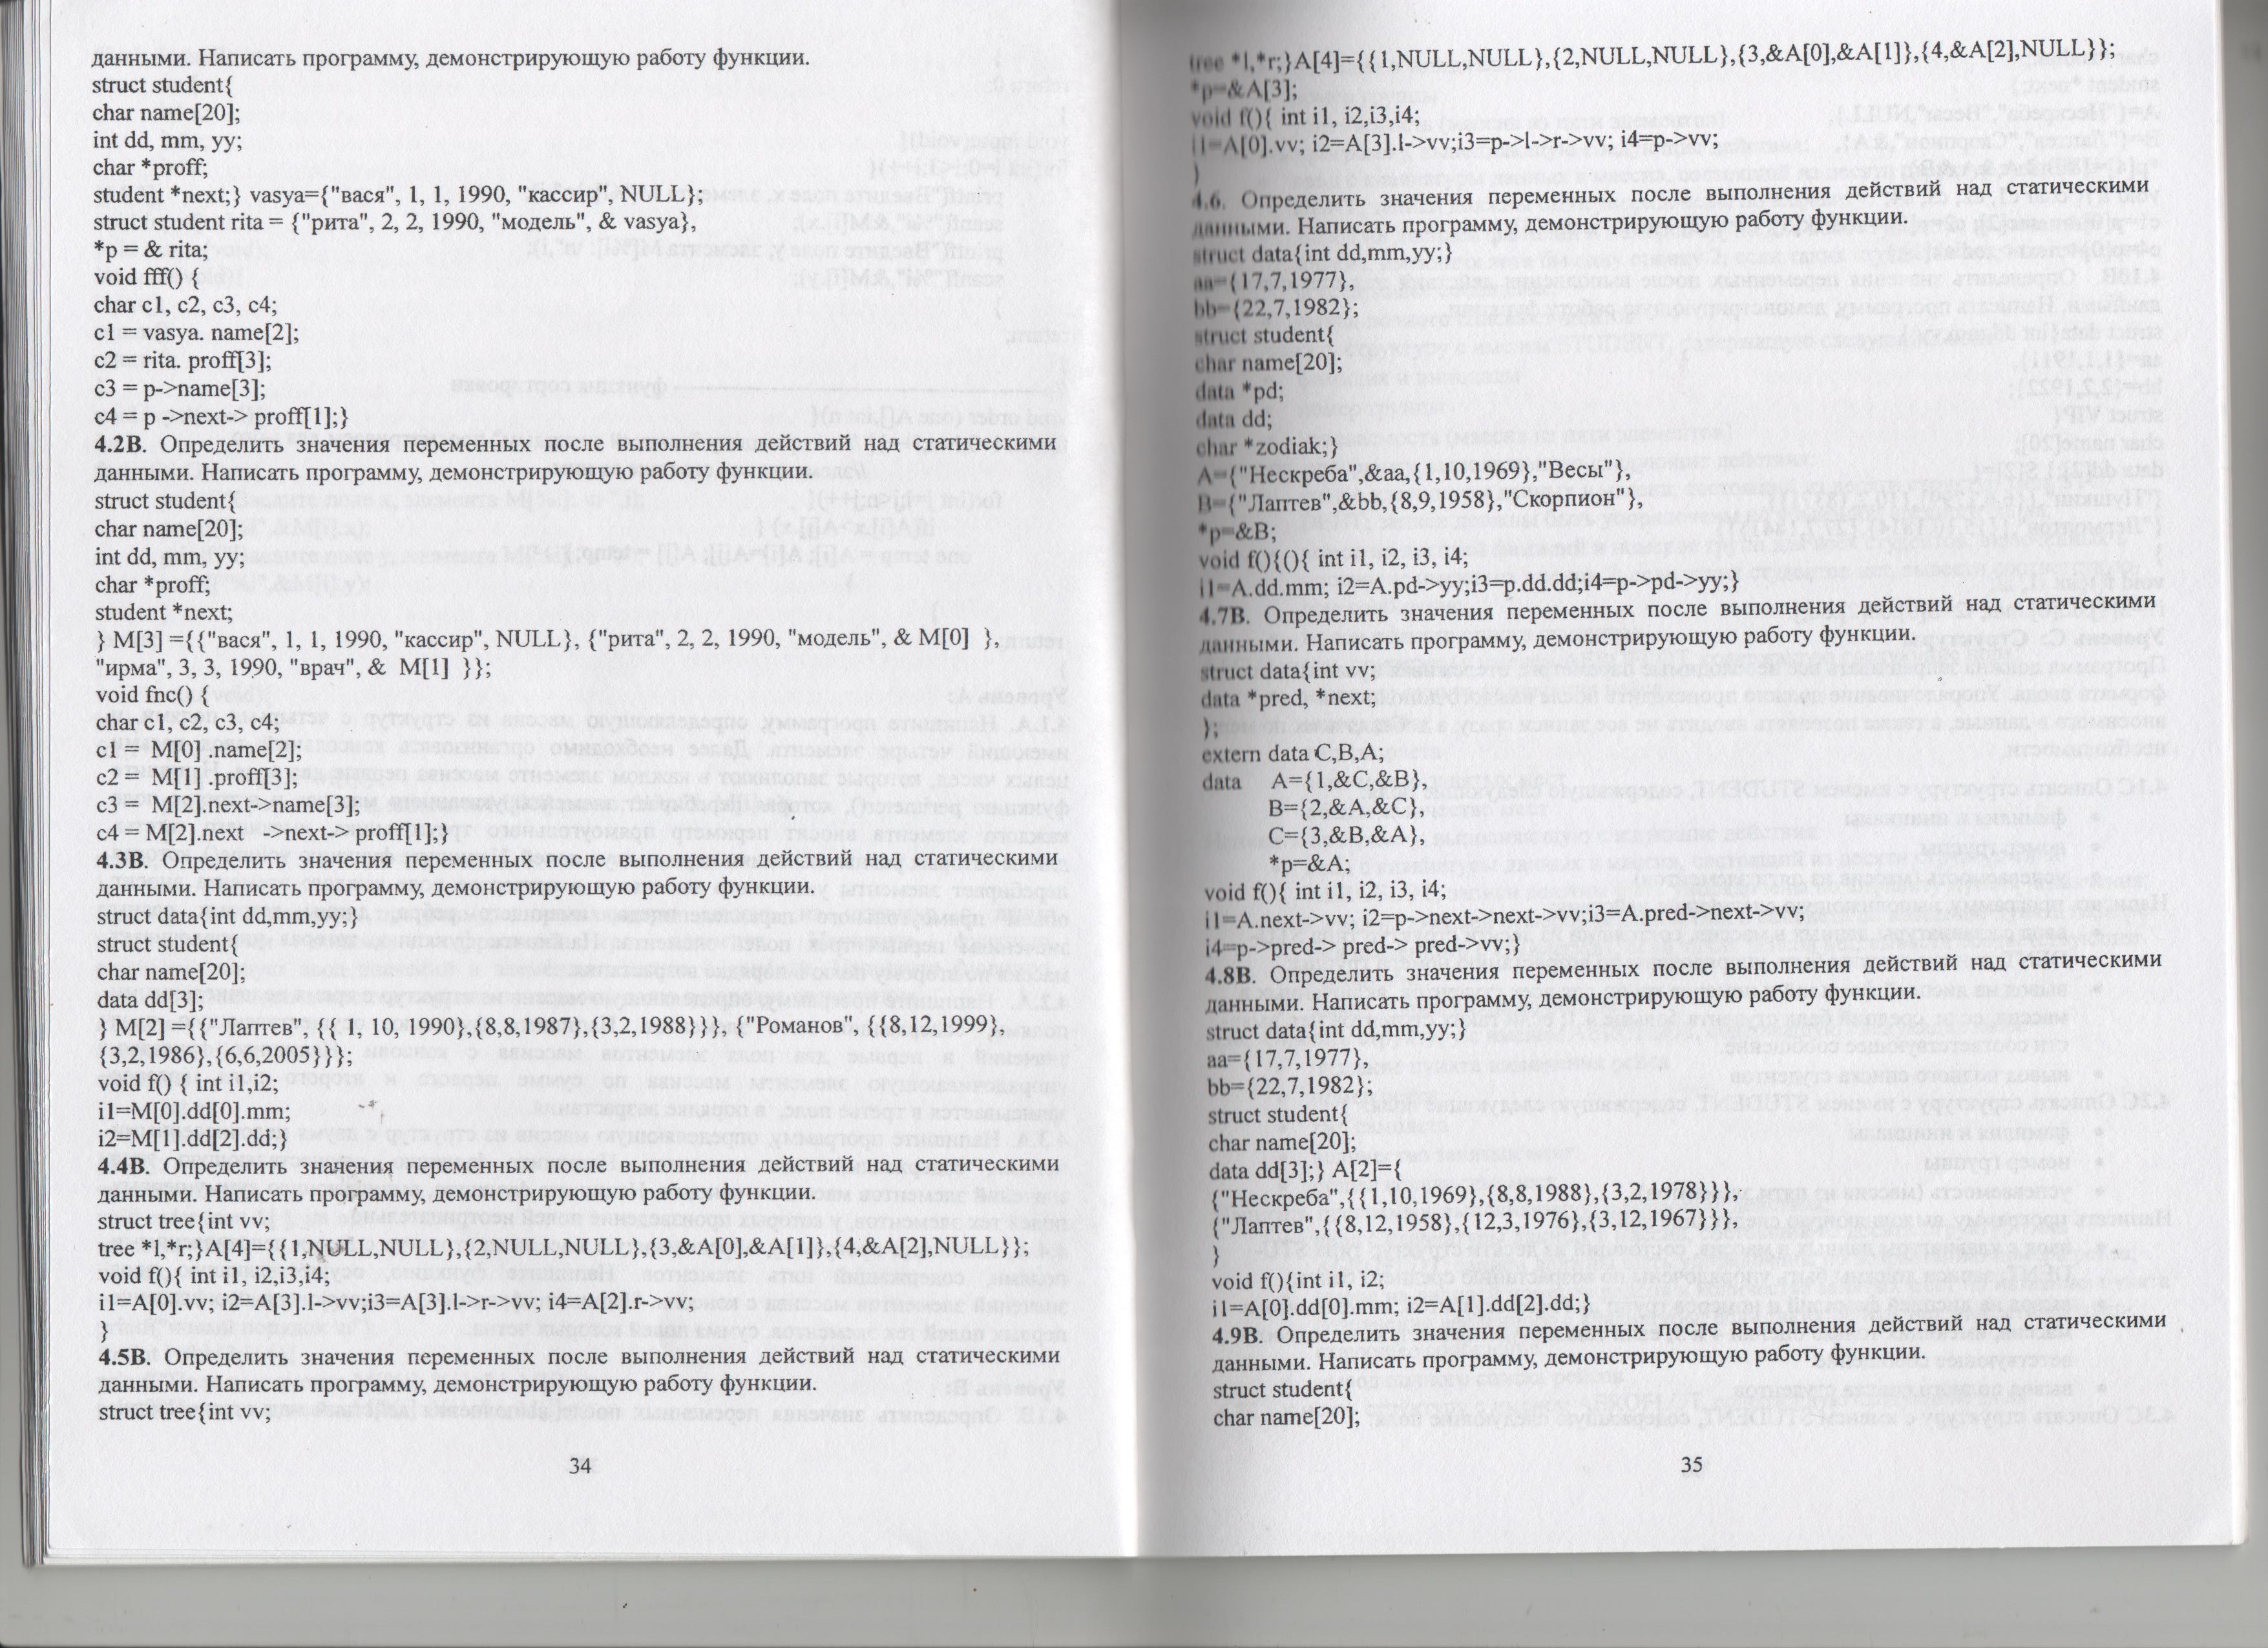 данными. Написать программу, демонстрирующую работу функции.
struct student{
char name[20];
int dd, mm, yy;
char *proff;
student *next;} vasya={"вася", 1, 1, 1990, "кассир", NULL};
struct student rita = {"рита", 2, 2, 1990, "модель", & vasya},
*p = & rita;
void fff() {
char c1, c2, c3, c4;
c1 = vasya. name[2];
c2 = rita. proff[3];
c3 = p->name[3];
c4 = p ->next-> proff[1];}
4.2В. Определить значения переменных после выполнения действий над статическими
данными. Написать программу, демонстрирующую работу функции.
struct student{
char name[20];
int dd, mm, yy;
char *proff;
student *next;
} M[3] ={{"вася", 1, 1, 1990, "кассир", NULL}, {"рита", 2, 2, 1990, "модель", & M[0] },
"ирма", 3, 3, 1990, "врач", & M[1] }};
void fnc() {
char c1, c2, c3, c4;
c1 = M[0] .name[2];
c2 = M[1] .proff[3];
c3 = M[2].next->name[3];
c4 = M[2].next ->next-> proff[1];}
4.3В. Определить значения переменных после выполнения действий над статическими
данными. Написать программу, демонстрирующую работу функции.
struct data{int dd,mm,yy;}
struct student{
char name[20];
data dd[3];
} M[2] ={{"Лаптев", {{ 1, 10, 1990},{8,8,1987},{3,2,1988}}}, {"Романов", {{8,12,1999},
{3,2,1986},{6,6,2005}}};
void f() { int i1,i2;
i1=M[0].dd[0].mm;
i2=M[1].dd[2].dd;}
4.4В. Определить значения переменных после выполнения действий над статическими
данными. Написать программу, демонстрирующую работу функции.
struct tree{int vv;
tree *l,*r;}A[4]={{1,NULL,NULL},{2,NULL,NULL},{3,&A[0],&A[1]},{4,&A[2],NULL}};
void f(){ int i1, i2,i3,i4;
i1=A[0].vv; i2=A[3].l->vv;i3=A[3].l->r->vv; i4=A[2].r->vv;
}
4.5В. Определить значения переменных после выполнения действий над статическими
данными. Написать программу, демонстрирующую работу функции.
struct tree{int vv;
34
tree *l,*r;}A[4]={{1,NULL,NULL},{2,NULL,NULL},{3,&A[0],&A[1]},{4,&A[2],NULL}};
*p=&A[3];
void f(){ int i1, i2,i3,i4;
i1=A[0].vv; i2=A[3].l->vv;i3=p->l->r->vv; i4=p->vv;
}
4.6. Определить значения переменных после выполнения действий над статическими
данными. Написать программу, демонстрирующую работу функции.
struct data{int dd,mm,yy;}
aa={17,7,1977},
bb={22,7,1982};
struct student{
char name[20];
data *pd;
data dd;
char *zodiak;}
A={"Нескреба",&aa,{1,10,1969},"Весы"},
B={"Лаптев",&bb,{8,9,1958},"Скорпион"},
*p=&B;
void f(){(){ int i1, i2, i3, i4;
i1=A.dd.mm; i2=A.pd->yy;i3=p.dd.dd;i4=p->pd->yy;}
4.7В. Определить значения переменных после выполнения действий над статическими
данными. Написать программу, демонстрирующую работу функции.
struct data{int vv;
data *pred, *next;
};
extern data C,B,A;
data A={1,&C,&B},
B={2,&A,&C},
C={3,&B,&A},
*p=&A;
void f(){ int i1, i2, i3, i4;
i1=A.next->vv; i2=p->next->next->vv;i3=A.pred->next->vv;
i4=p->pred-> pred-> pred->vv;}
4.8В. Определить значения переменных после выполнения действий над статическими
данными. Написать программу, демонстрирующую работу функции.
struct data{int dd,mm,yy;}
aa={17,7,1977},
bb={22,7,1982};
struct student{
char name[20];
data dd[3];} A[2]={
{"Нескреба",{{1,10,1969},{8,8,1988},{3,2,1978}}},
{"Лаптев",{{8,12,1958},{12,3,1976},{3,12,1967}}},
}
void f(){int i1, i2;
i1=A[0].dd[0].mm; i2=A[1].dd[2].dd;}
4.9В. Определить значения переменных после выполнения действий над статическими
данными. Написать программу, демонстрирующую работу функции.
struct student{
char name[20];
35